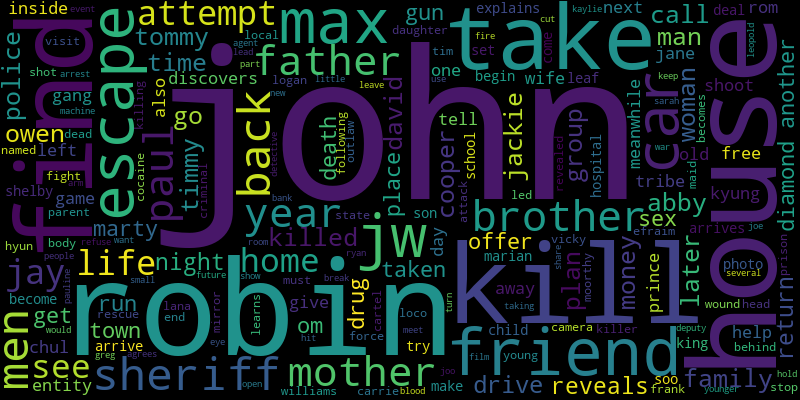 inside
event
attempt
max
gun
explains
next
call
deal
rom
find
escape
tommy
father
daughter
cut
kaylie
agent
lead
local
set
begin
tim
fire
take
man
jane
house
visit
police
shot
arrest
time
discovers
logan
little
one
wife
leaf
come
woman
shoot
leopold
gang
machine
also
killing
part
use
leave
john
car
keep
sarah
diamond
another
owen
dead
named
left
go
back
new
david
tell
jackie
group
meanwhile
old
becomes
free
paul
timmy
death
following
outlaw
place
cooper
school
hospital
revealed
tribe
war
maid
fight
arm
cocaine
criminal
detective
attack
led
shelby
game
parent
year
bank
son
brother
sex
abby
kyung
hyun
body
marty
killed
state
day
offer
vicky
efraim
arrives
joe
people
refuse
want
jw
room
ryan
marian
kill
money
prince
later
photo
several
prison
jay
life
night
home
taken
share
moorthy
plan
away
wound
head
return
men
become
would
pauline
small
future
show
must
break
cartel
turn
taking
camera
killer
deputy
get
run
rescue
lana
end
mirror
learns
give
drug
loco
meet
child
king
help
behind
town
robin
om
eye
hit
force
try
friend
film
young
chul
see
arrive
greg
agrees
open
sheriff
mother
williams
carrie
blood
jop
make
drive
reveals
soo
frank
family
younger
hold
stop
entity